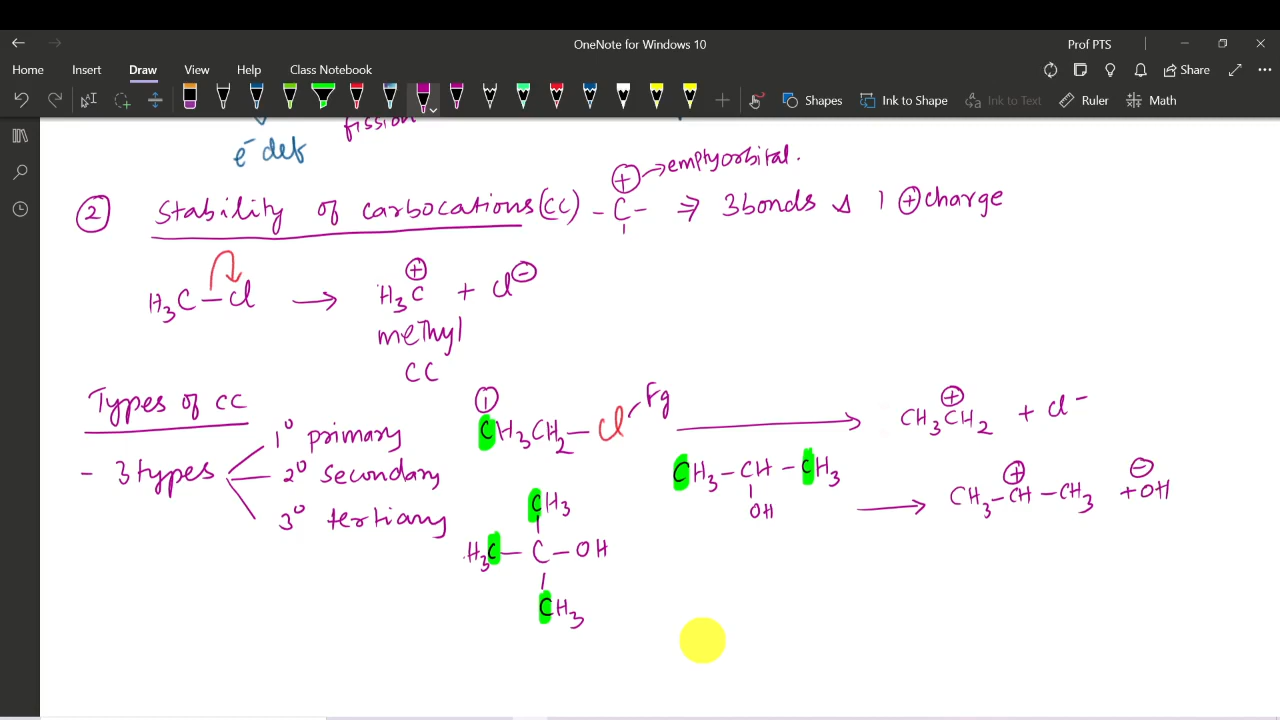 OneNote for Windows 10
Prof PTS
Home Insert Draw View Help Class Notebook
Share
Shapes Ink to Shape Ink to Text Ruler Math
fission
e⁻ def
② Stability of carbocations (CC) –C– ⊕ → empty orbital. ⇒ 3 bonds & 1 ⊕ charge
H₃C – Cl → H₃C⊕ + Cl⊖
methyl
CC
Types of CC
- 3 types
1° primary
2° secondary
3° tertiary
①
CH₃CH₂ – Cl Fg → CH₃CH₂⊕ + Cl⁻
CH₃ – CH – CH₃
OH
→ CH₃ – CH⊕ – CH₃ + OH⊖
CH₃
H₃C – C – OH
CH₃